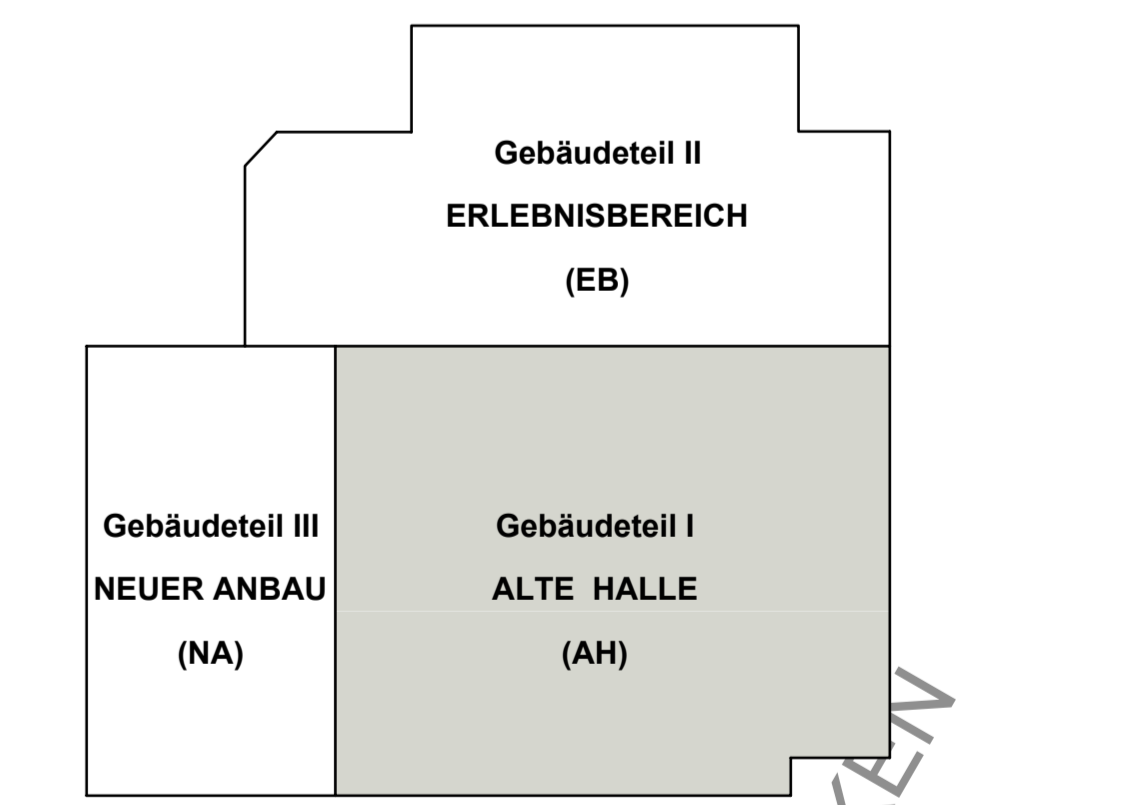 Gebäudeteil II
ERLEBNISBEREICH
(EB)
Gebäudeteil III
NEUER ANBAU
(NA)
Gebäudeteil I
ALTE HALLE
(AH)